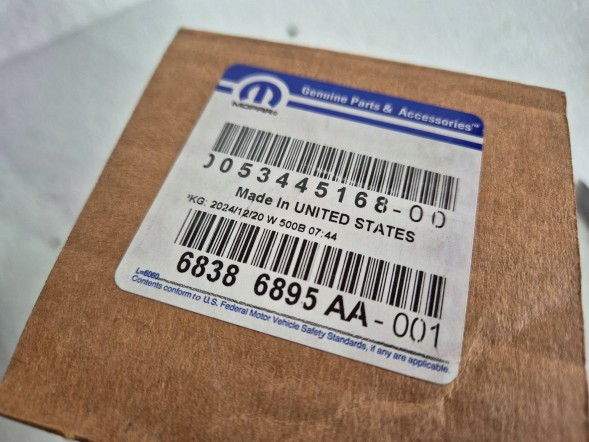 MOPAR®
Genuine Parts & Accessories™
0053445168-00
Made In UNITED STATES
PKG: 2024/12/20 W 500B 07:44
6838 6895 AA - 001
L=6060
Contents conform to U.S. Federal Motor Vehicle Safety Standards, if any are applicable.